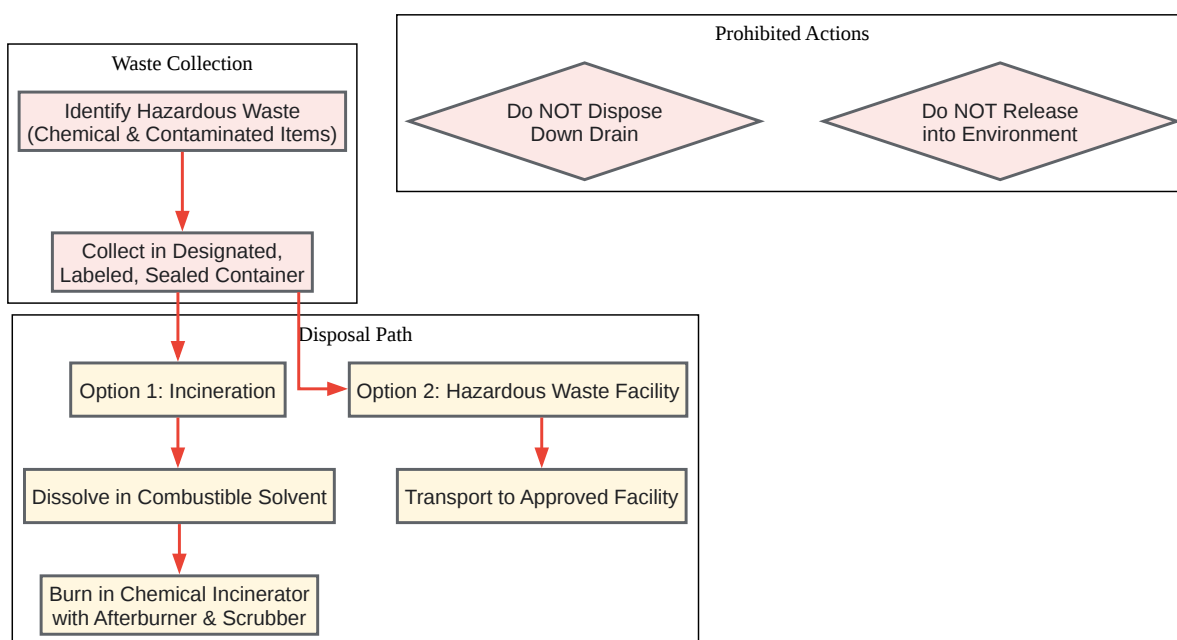 Waste Collection
Identify Hazardous Waste
(Chemical & Contaminated Items)
Collect in Designated,
Labeled, Sealed Container
Prohibited Actions
Do NOT Dispose
Down Drain
Do NOT Release
into Environment
Disposal Path
Option 1: Incineration
Option 2: Hazardous Waste Facility
Dissolve in Combustible Solvent
Transport to Approved Facility
Burn in Chemical Incinerator
with Afterburner & Scrubber